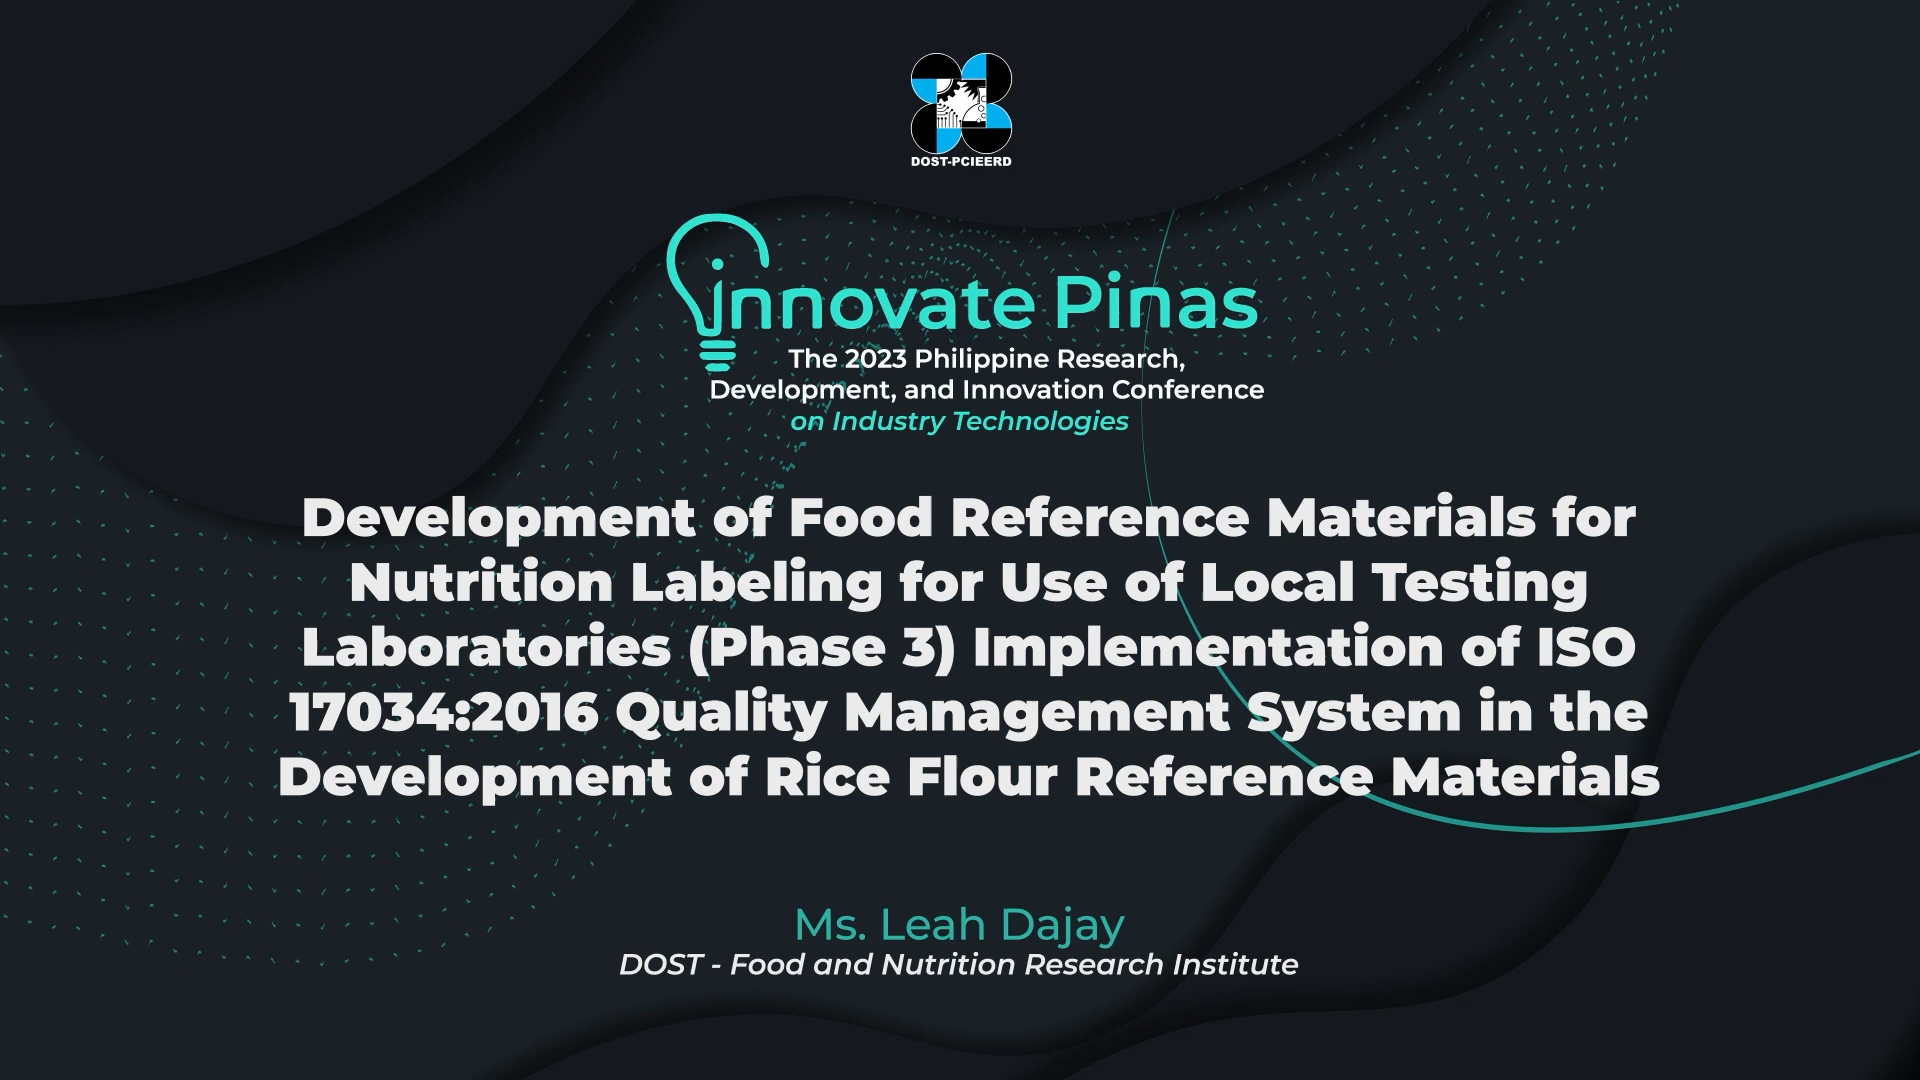 DOST-PCIEERD
innovate Pinas
The 2023 Philippine Research,
Development, and Innovation Conference
on Industry Technologies
Development of Food Reference Materials for
Nutrition Labeling for Use of Local Testing
Laboratories (Phase 3) Implementation of ISO
17034:2016 Quality Management System in the
Development of Rice Flour Reference Materials
Ms. Leah Dajay
DOST - Food and Nutrition Research Institute